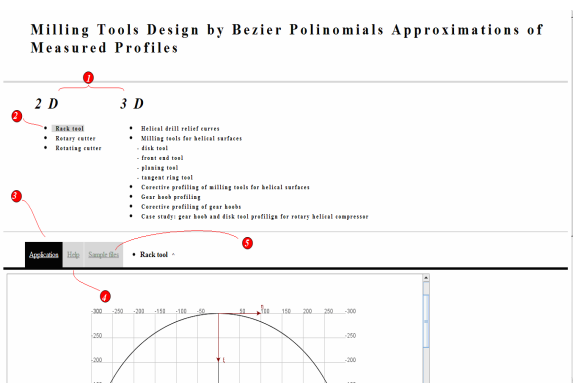 Milling Tools Design by Bezier Polinomials Approximations of
Measured Profiles
1
2 D
3 D
2
Rack tool
Rotary cutter
Rotating cutter
Helical drill relief curves
Milling tools for helical surfaces
- disk tool
- front end tool
- planing tool
- tangent ring tool
Corective profiling of milling tools for helical surfaces
Gear hoob profiling
Corective profiling of gear hoobs
Case study: gear hoob and disk tool profilign for rotary helical compressor
3
5
Application Help Sample files • Rack tool ^
4
-300 -250 -200 -150 -100 -50 50 100 150 200 250 -300
-250 -250
-200 -200